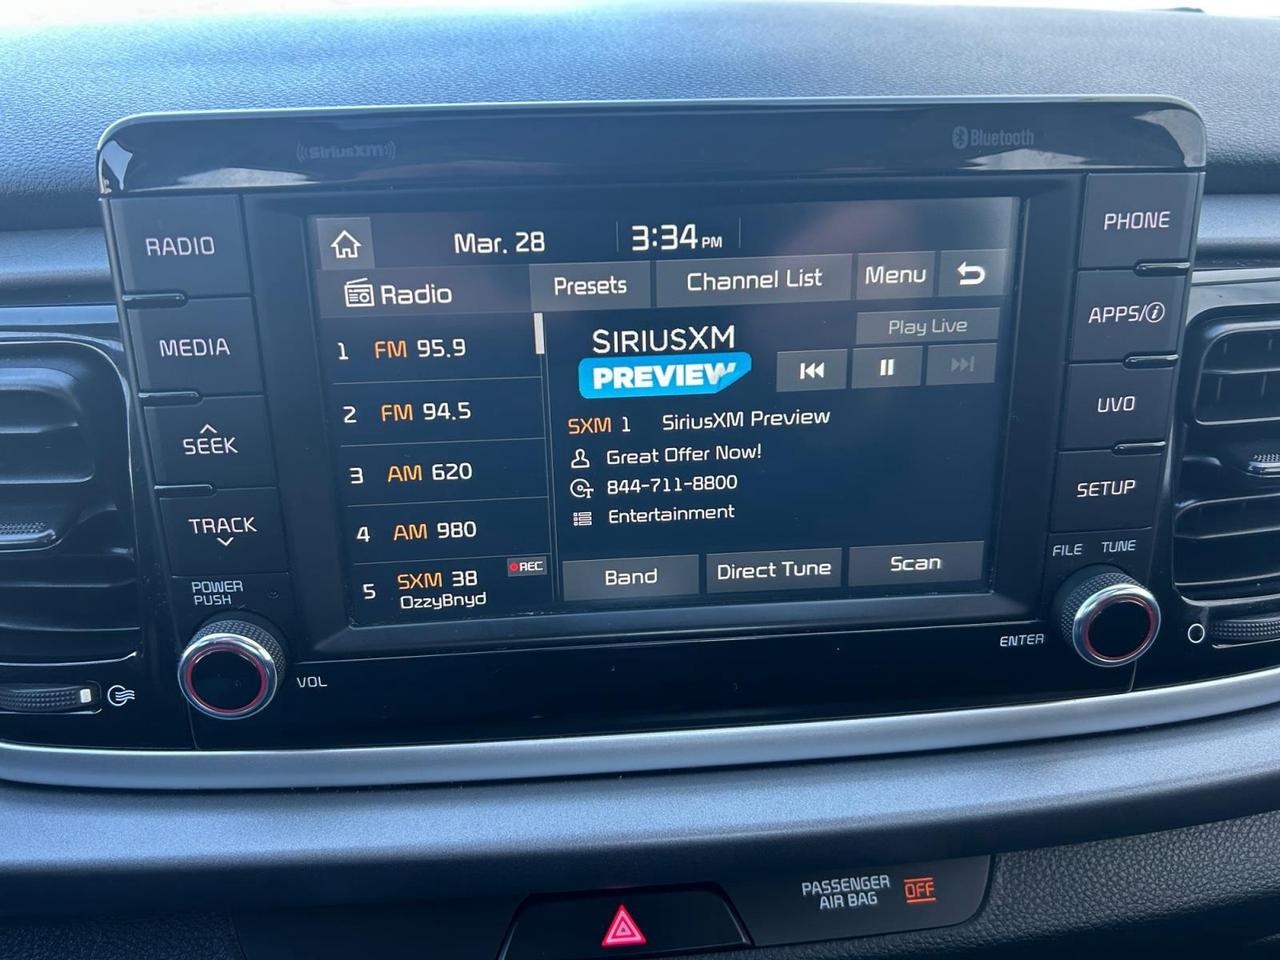 SiriusXM
Bluetooth
RADIO
MEDIA
SEEK
TRACK
POWER
PUSH
VOL
Mar. 28
3:34 PM
Radio
Presets
Channel List
Menu
1 FM 95.9
2 FM 94.5
3 AM 620
4 AM 980
5 SXM 38
OzzyBnyd
REC
SIRIUSXM
PREVIEW
Play Live
SXM 1 SiriusXM Preview
Great Offer Now!
844-711-8800
Entertainment
Band
Direct Tune
Scan
PHONE
APPS/i
UVO
SETUP
FILE TUNE
ENTER
PASSENGER
AIR BAG
OFF